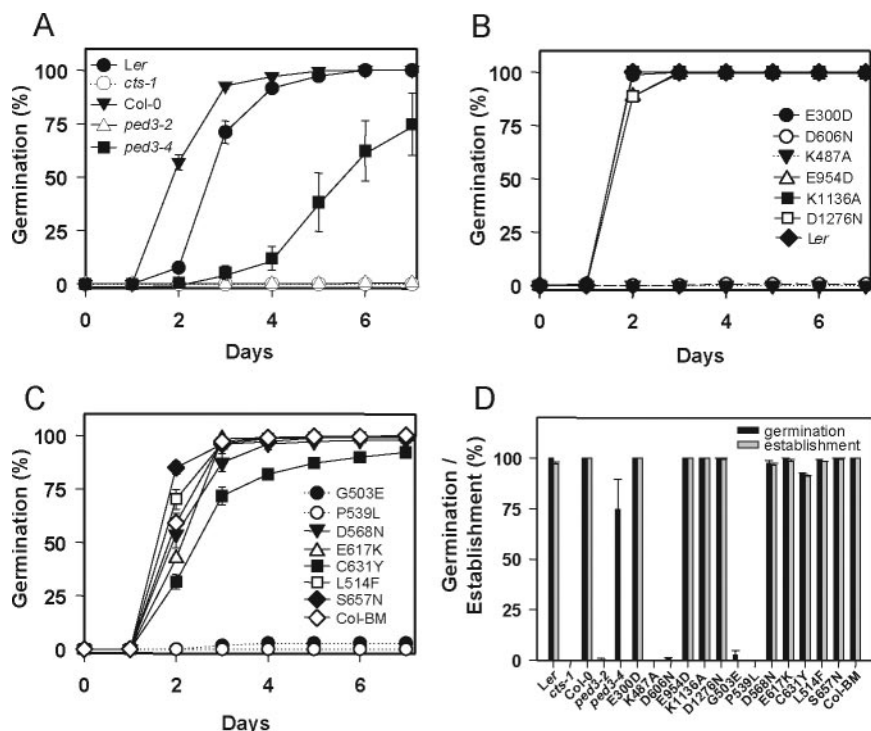 A
Germination (%)
100
75
50
25
0
Ler
cts-1
Col-0
ped3-2
ped3-4
0 2 4 6
Days
B
Germination (%)
100
75
50
25
0
E300D
D606N
K487A
E954D
K1136A
D1276N
Ler
0 2 4 6
Days
C
Germination (%)
100
75
50
25
0
G503E
P539L
D568N
E617K
C631Y
L514F
S657N
Col-BM
0 2 4 6
Days
D
Germination /
Establishment (%)
100
75
50
25
0
germination
establishment
Ler
cts-1
Col-0
ped3-2
ped3-4
E300D
K487A
D606N
E954D
K1136A
D1276N
G503E
P539L
D568N
E617K
C631Y
L514F
S657N
Col-BM